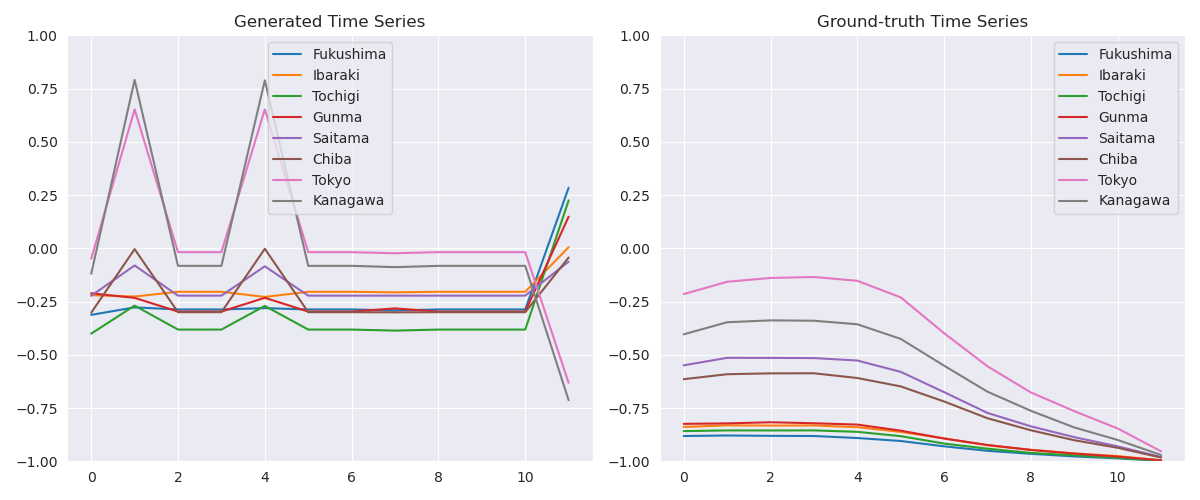 Generated Time Series
1.00
0.75
0.50
0.25
0.00
−0.25
−0.50
−0.75
−1.00
0 2 4 6 8 10
Fukushima
Ibaraki
Tochigi
Gunma
Saitama
Chiba
Tokyo
Kanagawa
Ground-truth Time Series
1.00
0.75
0.50
0.25
0.00
−0.25
−0.50
−0.75
−1.00
0 2 4 6 8 10
Fukushima
Ibaraki
Tochigi
Gunma
Saitama
Chiba
Tokyo
Kanagawa